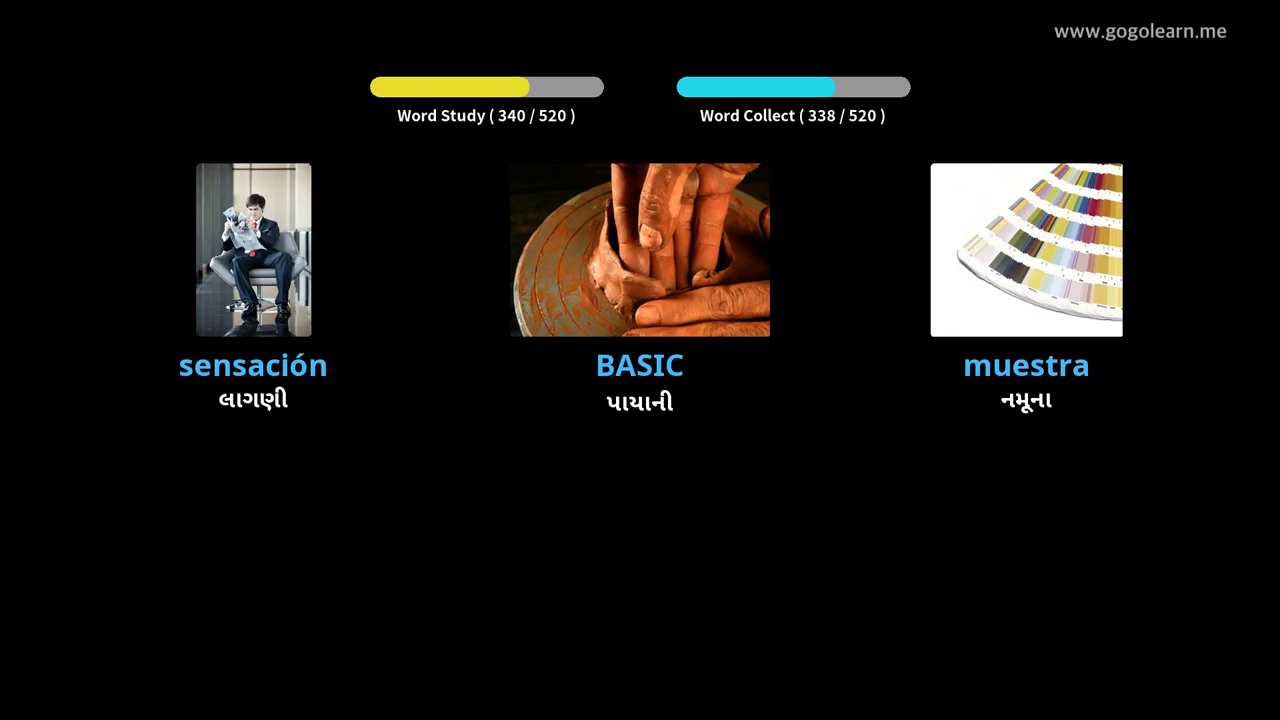 www.gogolearn.me
Word Study ( 340 / 520 )
Word Collect ( 338 / 520 )
sensación
લાગણી
BASIC
પાયાની
muestra
નમૂના